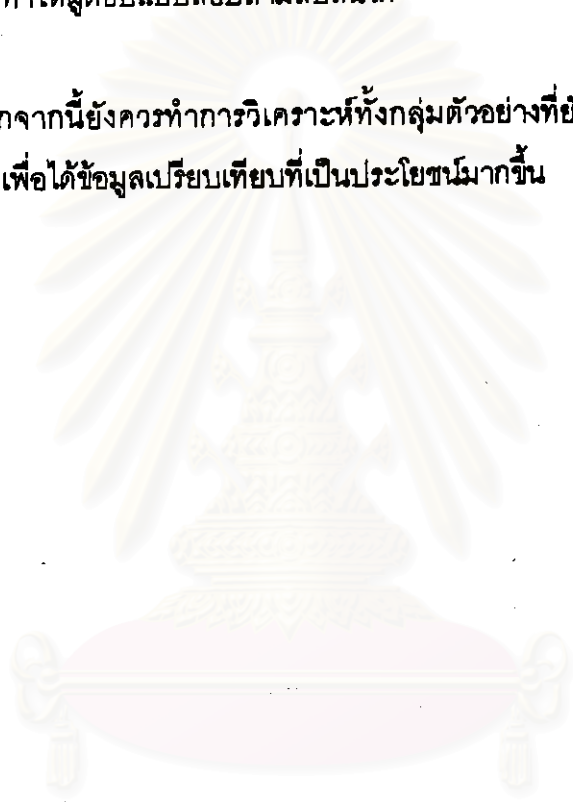 กจากนี้ยังควรทำการวิเคราะห์ทั้งกลุ่มตัวอย่างที่ยั
เพื่อได้ข้อมูลเปรียบเทียบที่เป็นประโยชน์มากขึ้น